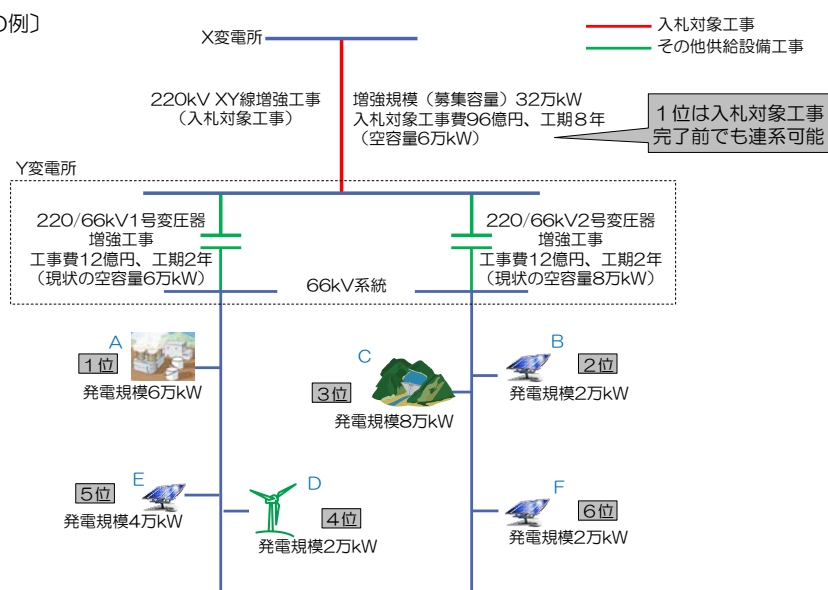 の例〕
X変電所
入札対象工事
その他供給設備工事
220kV XY線増強工事
（入札対象工事）
増強規模（募集容量）32万kW
入札対象工事費96億円、工期８年
（空容量6万kW）
１位は入札対象工事
完了前でも連系可能
Y変電所
220/66kV1号変圧器
増強工事
工事費12億円、工期2年
（現状の空容量6万kW）
220/66kV2号変圧器
増強工事
工事費12億円、工期2年
（現状の空容量8万kW）
66kV系統
A
１位
発電規模6万kW
C
３位
発電規模8万kW
B
２位
発電規模2万kW
E
５位
発電規模4万kW
D
４位
発電規模2万kW
F
６位
発電規模2万kW